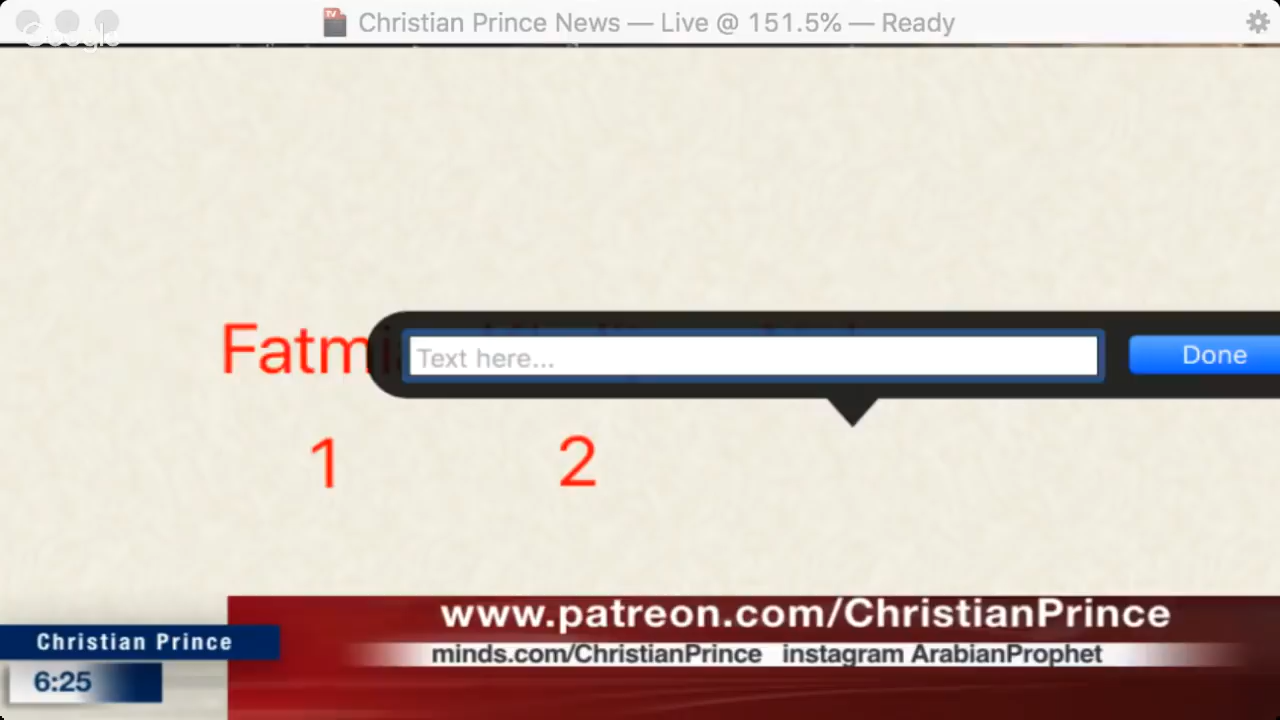 Christian Prince News — Live @ 151.5% — Ready
Google
Text here...
Done
1 2
www.patreon.com/ChristianPrince
minds.com/ChristianPrince instagram ArabianProphet
Christian Prince
6:25